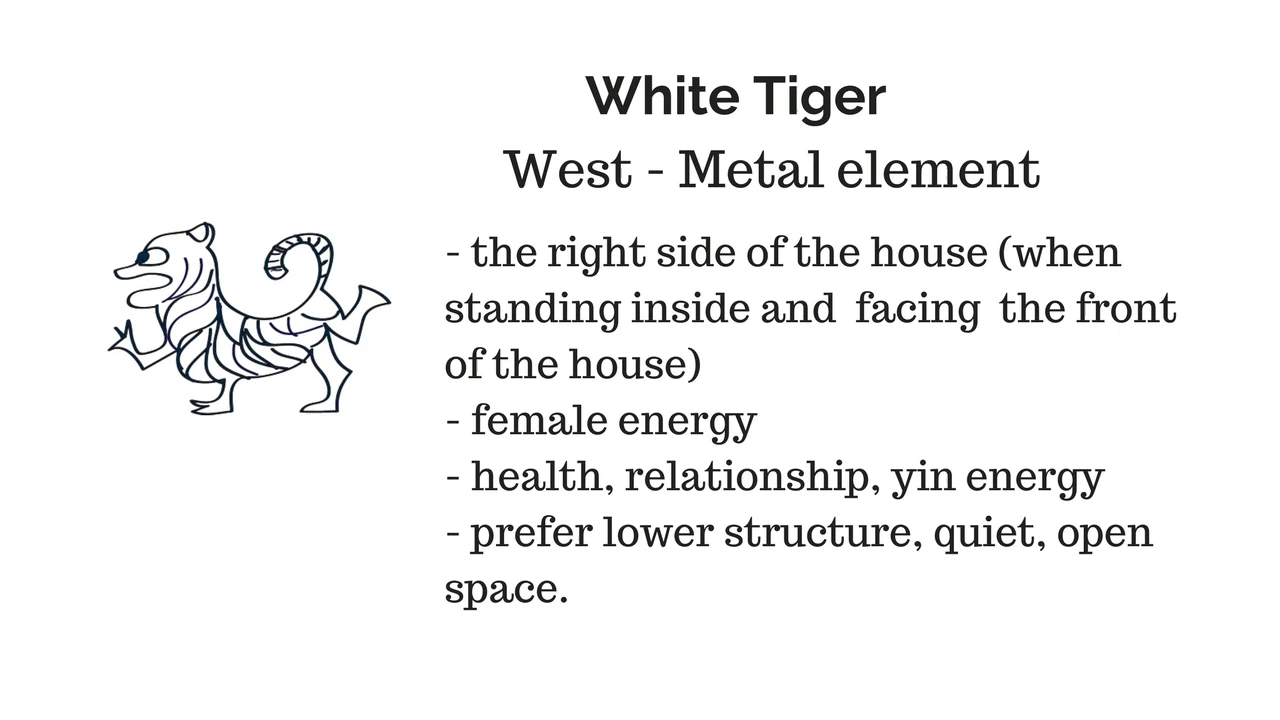 White Tiger
West - Metal element
- the right side of the house (when
standing inside and  facing  the front
of the house)
- female energy
- health, relationship, yin energy
- prefer lower structure, quiet, open
space.